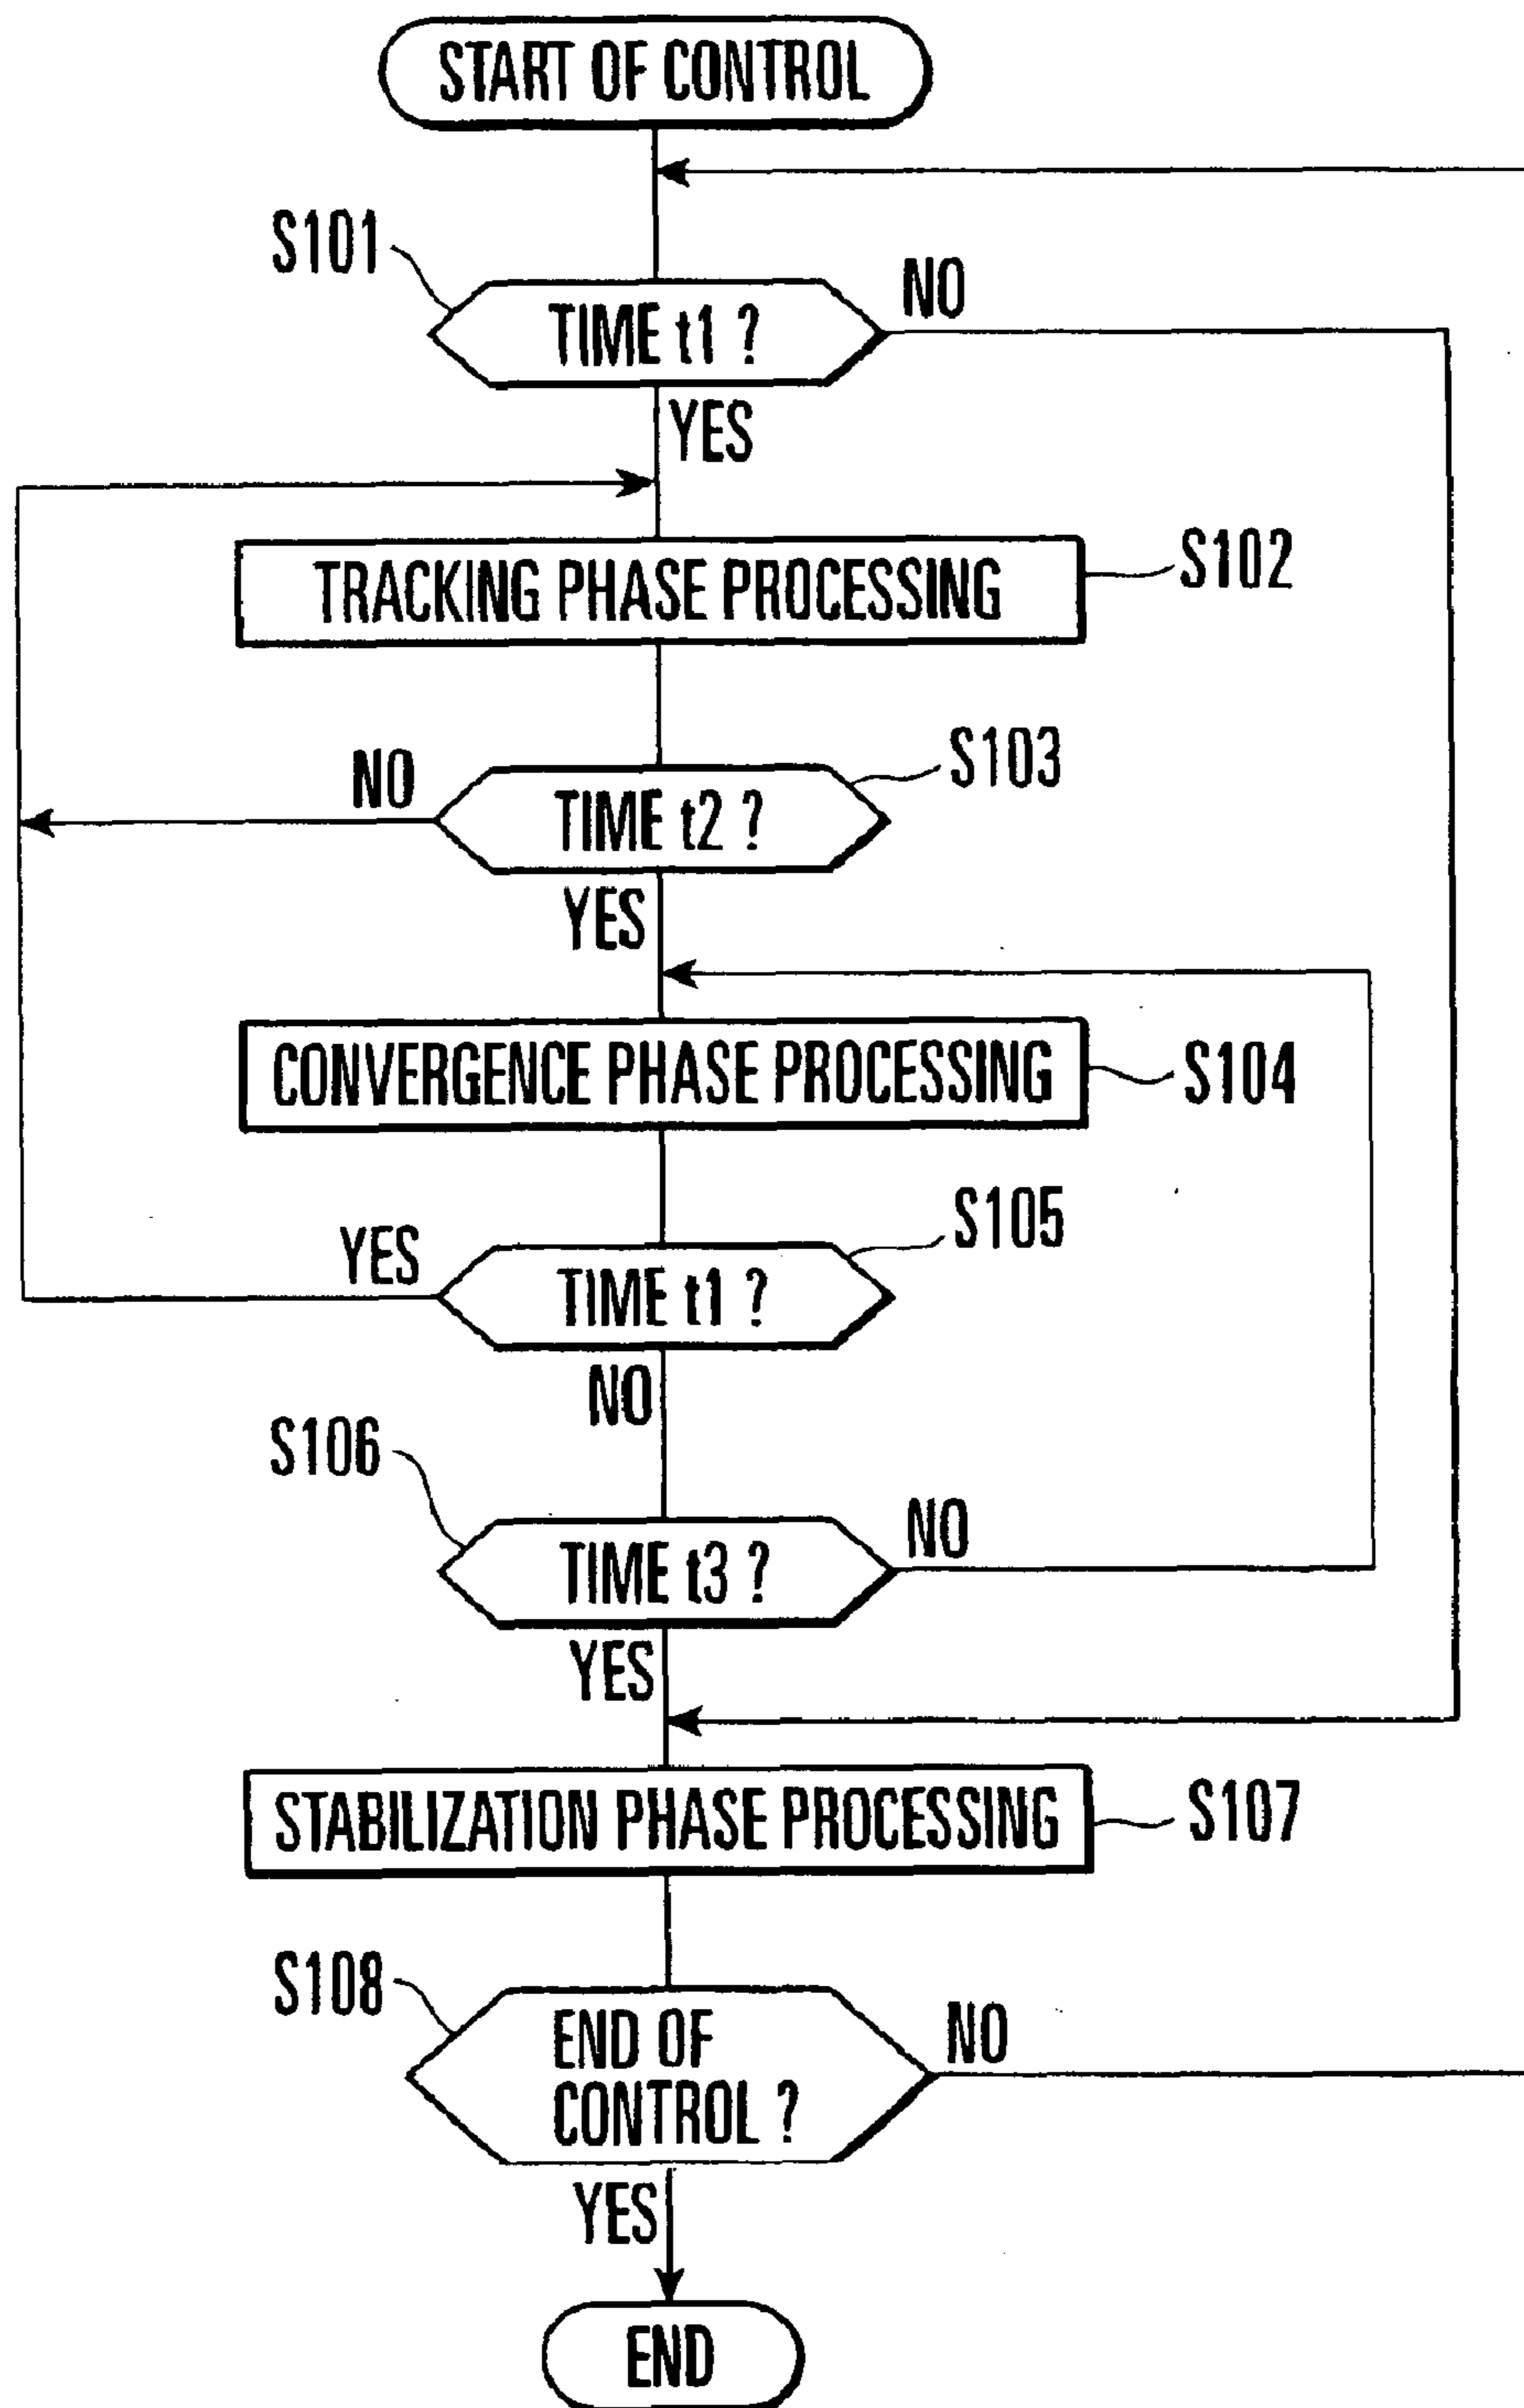 START OF CONTROL
S101
TIME t1 ?
NO
YES
TRACKING PHASE PROCESSING
S102
S103
NO
TIME t2 ?
YES
CONVERGENCE PHASE PROCESSING
S104
S105
YES
TIME t1 ?
NO
S106
TIME t3 ?
NO
YES
STABILIZATION PHASE PROCESSING
S107
S108
END OF
CONTROL ?
NO
YES
END